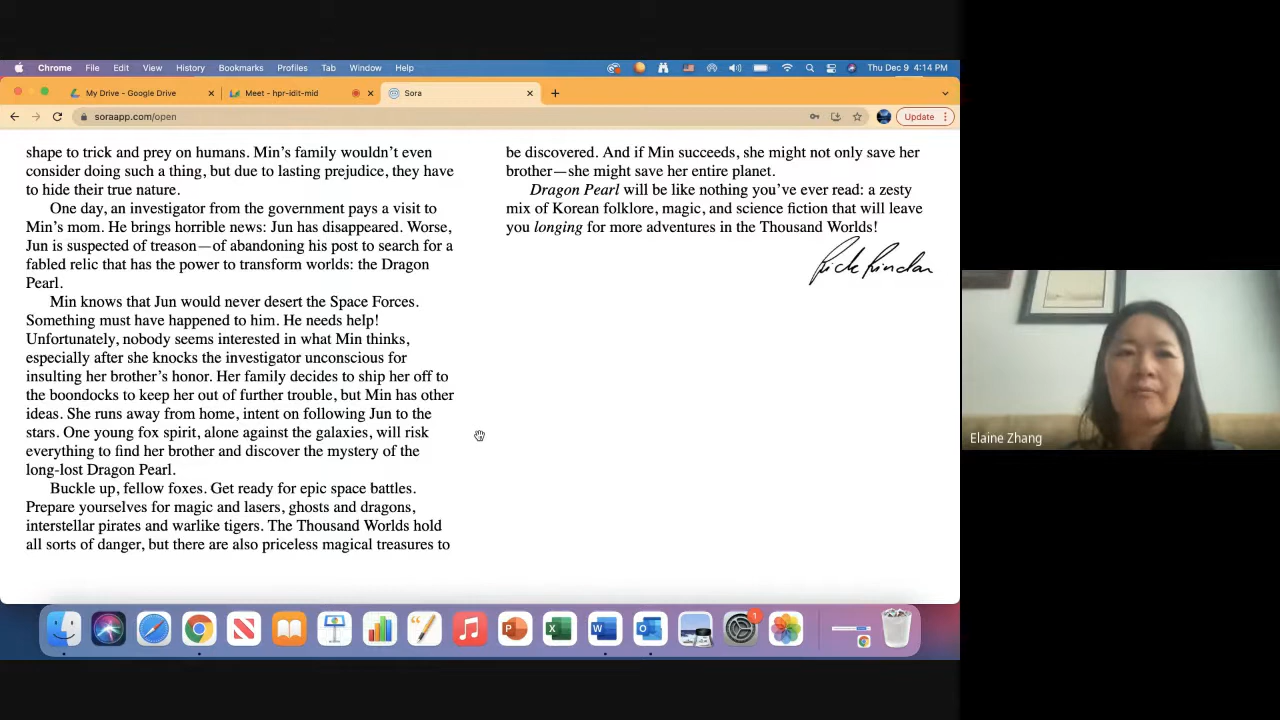 Chrome File Edit View History Bookmarks Profiles Tab Window Help Thu Dec 9 4:14 PM
My Drive - Google Drive Meet - hpr-idit-mid Sora
soraapp.com/open Update
shape to trick and prey on humans. Min’s family wouldn’t even
consider doing such a thing, but due to lasting prejudice, they have
to hide their true nature.
One day, an investigator from the government pays a visit to
Min’s mom. He brings horrible news: Jun has disappeared. Worse,
Jun is suspected of treason—of abandoning his post to search for a
fabled relic that has the power to transform worlds: the Dragon
Pearl.
Min knows that Jun would never desert the Space Forces.
Something must have happened to him. He needs help!
Unfortunately, nobody seems interested in what Min thinks,
especially after she knocks the investigator unconscious for
insulting her brother’s honor. Her family decides to ship her off to
the boondocks to keep her out of further trouble, but Min has other
ideas. She runs away from home, intent on following Jun to the
stars. One young fox spirit, alone against the galaxies, will risk
everything to find her brother and discover the mystery of the
long-lost Dragon Pearl.
Buckle up, fellow foxes. Get ready for epic space battles.
Prepare yourselves for magic and lasers, ghosts and dragons,
interstellar pirates and warlike tigers. The Thousand Worlds hold
all sorts of danger, but there are also priceless magical treasures to
be discovered. And if Min succeeds, she might not only save her
brother—she might save her entire planet.
Dragon Pearl will be like nothing you’ve ever read: a zesty
mix of Korean folklore, magic, and science fiction that will leave
you longing for more adventures in the Thousand Worlds!
Rick Riordan
Elaine Zhang
1